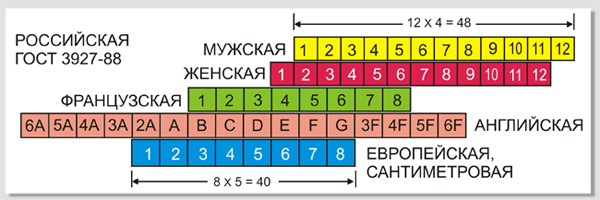 12 x 4 = 48
РОССИЙСКАЯ
ГОСТ 3927-88
МУЖСКАЯ 1 2 3 4 5 6 7 8 9 10 11 12
ЖЕНСКАЯ 1 2 3 4 5 6 7 8 9 10 11 12
ФРАНЦУЗСКАЯ 1 2 3 4 5 6 7 8
6A 5A 4A 3A 2A A B C D E F G 3F 4F 5F 6F АНГЛИЙСКАЯ
1 2 3 4 5 6 7 8 ЕВРОПЕЙСКАЯ,
САНТИМЕТРОВАЯ
8 x 5 = 40